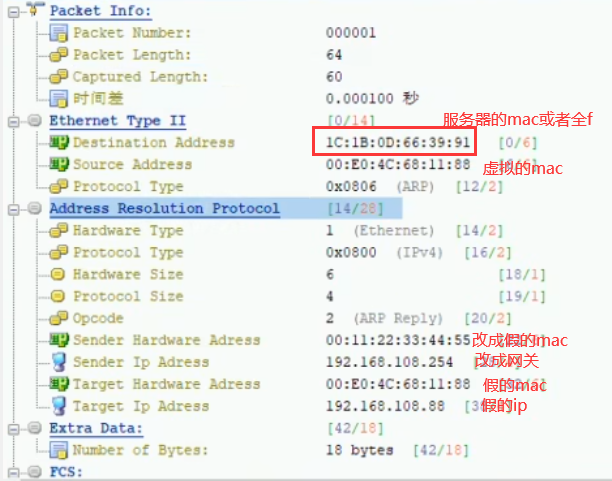 Packet Info:
Packet Number: 000001
Packet Length: 64
Captured Length: 60
时间差 0.000100 秒
Ethernet Type II [0/14] 服务器的mac或者全f
Destination Address 1C:1B:0D:66:39:91 [0/6]
Source Address 00:E0:4C:68:11:88 虚拟的mac
Protocol Type 0x0806 (ARP) [12/2]
Address Resolution Protocol [14/28]
Hardware Type 1 (Ethernet) [14/2]
Protocol Type 0x0800 (IPv4) [16/2]
Hardware Size 6 [18/1]
Protocol Size 4 [19/1]
Opcode 2 (ARP Reply) [20/2]
Sender Hardware Adress 00:11:22:33:44:55 改成假的mac
Sender Ip Adress 192.168.108.254 改成网关
Target Hardware Adress 00:E0:4C:68:11:88 假的mac
Target Ip Adress 192.168.108.88 假的ip
Extra Data: [42/18]
Number of Bytes: 18 bytes [42/18]
FCS: